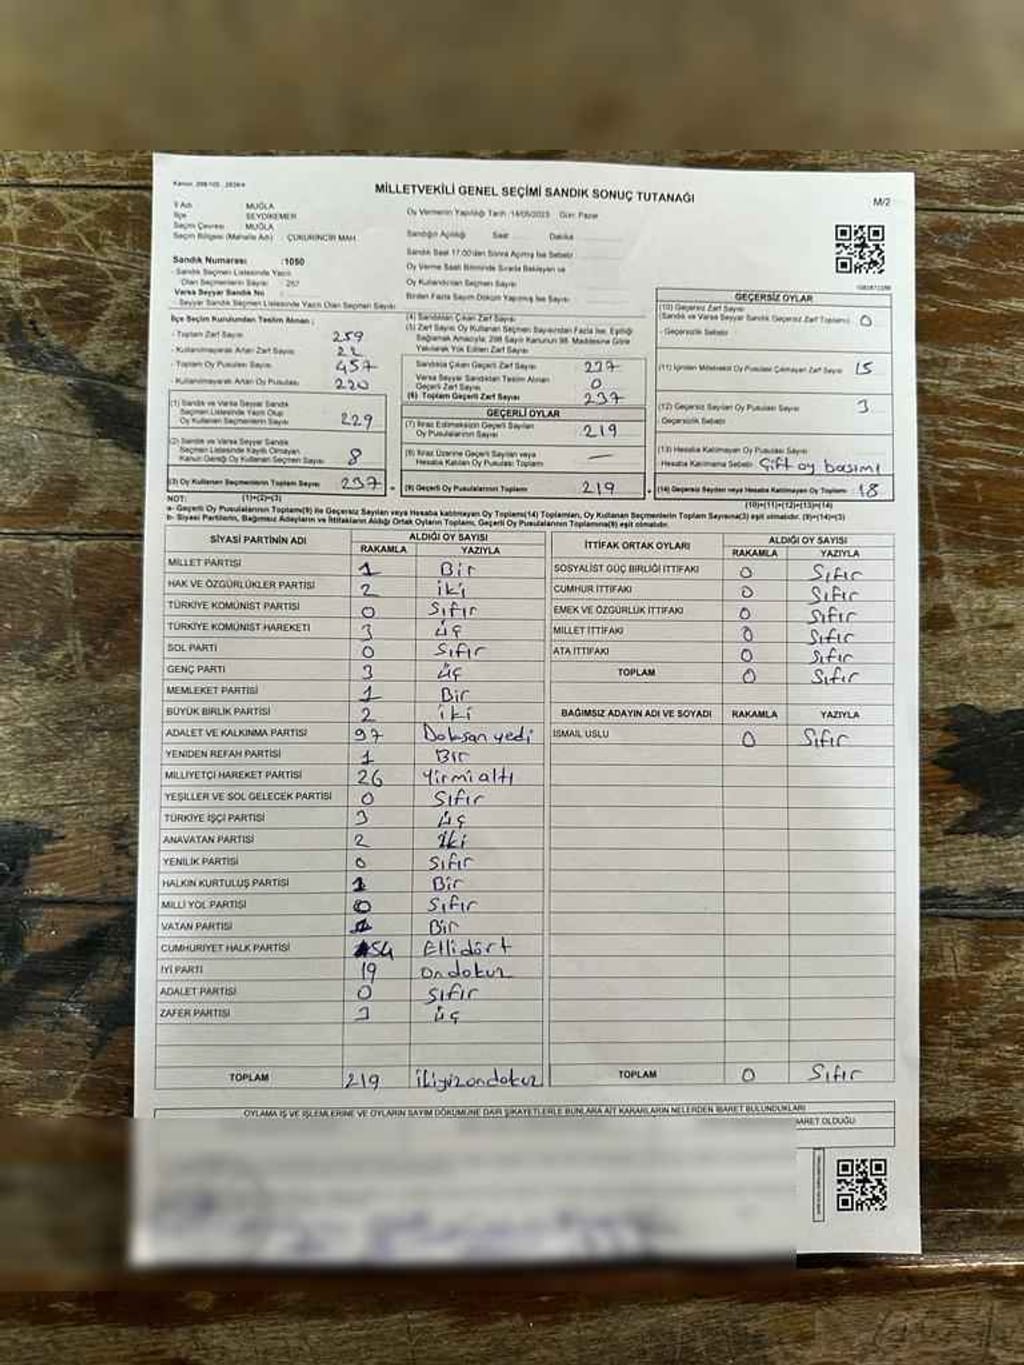 MİLLETVEKİLİ GENEL SEÇİMİ SANDIK SONUÇ TUTANAĞI
M/2
İl Adı MUĞLA
İlçe SEYDİKEMER
Seçim Çevresi MUĞLA
Seçim Bölgesi (Mahalle Adı) : ÇUKURİNCİR MAH.
Sandık Numarası :1050
- Sandık Seçmen Listesinde Yazılı
Olan Seçmenlerin Sayısı : 257
Varsa Seyyar Sandık No
- Seyyar Sandık Seçmen Listesinde Yazılı Olan Seçmen Sayısı
Oy Vermenin Yapıldığı Tarih :14/05/2023 Gün: Pazar
Sandığın Açıldığı Saat Dakika
Sandık Saat 17:00'den Sonra Açılmış İse Sebebi
Oy Verme Saati Bitiminde Sırada Bekleyen ve
Oy Kullandırılan Seçmen Sayısı
Birden Fazla Sayım Döküm Yapılmış İse Sayısı
İlçe Seçim Kurulundan Teslim Alınan ;
- Toplam Zarf Sayısı 259
- Kullanılmayarak Artan Zarf Sayısı 22
- Toplam Oy Pusulası Sayısı 457
- Kullanılmayarak Artan Oy Pusulası 220
(1) Sandık ve Varsa Seyyar Sandık
Seçmen Listesinde Yazılı Olup
Oy Kullanan Seçmenlerin Sayısı 229
(2) Sandık ve Varsa Seyyar Sandık
Seçmen Listesinde Kayıtlı Olmayan
Kanun Gereği Oy Kullanan Seçmen Sayısı 8
(3) Oy Kullanan Seçmenlerin Toplam Sayısı 237
(1)+(2)=(3)
(4) Sandıktan Çıkan Zarf Sayısı
(5) Zarf Sayısı Oy Kullanan Seçmen Sayısından Fazla İse, Eşitliği
Sağlamak Amacıyla; 298 Sayılı Kanunun 98. Maddesine Göre
Yakılarak Yok Edilen Zarf Sayısı
Sandıkta Çıkan Geçerli Zarf Sayısı 237
Varsa Seyyar Sandıktan Teslim Alınan
Geçerli Zarf Sayısı 0
(6) Toplam Geçerli Zarf Sayısı 237
GEÇERLİ OYLAR
(7) İtiraz Edilmeksizin Geçerli Sayılan
Oy Pusulalarının Sayısı 219
(8) İtiraz Üzerine Geçerli Sayılan veya
Hesaba Katılan Oy Pusulası Toplamı —
(9) Geçerli Oy Pusulalarının Toplamı 219
GEÇERSİZ OYLAR
(10) Geçersiz Zarf Sayısı
(Sandık ve Varsa Seyyar Sandık Geçersiz Zarf Toplamı) 0
- Geçersizlik Sebebi
(11) İçinden Milletvekili Oy Pusulası Çıkmayan Zarf Sayısı 15
(12) Geçersiz Sayılan Oy Pusulası Sayısı 3
- Geçersizlik Sebebi
(13) Hesaba Katılmayan Oy Pusulası Sayısı
Hesaba Katılmama Sebebi Çift oy basımı
(14) Geçersiz Sayılan veya Hesaba Katılmayan Oy Toplamı 18
(10)+(11)+(12)+(13)=(14)
NOT:
a- Geçerli Oy Pusulalarının Toplamı(9) ile Geçersiz Sayılan veya Hesaba katılmayan Oy Toplamı(14) Toplamları, Oy Kullanan Seçmenlerin Toplam Sayısına(3) eşit olmalıdır. (9)+(14)=(3)
b- Siyasi Partilerin, Bağımsız Adayların ve İttifakların Aldığı Ortak Oyların Toplamı, Geçerli Oy Pusulalarının Toplamına(9) eşit olmalıdır.
SİYASİ PARTİNİN ADI ALDIĞI OY SAYISI
RAKAMLA YAZIYLA
MİLLET PARTİSİ 1 Bir
HAK VE ÖZGÜRLÜKLER PARTİSİ 2 iki
TÜRKİYE KOMÜNİST PARTİSİ 0 Sıfır
TÜRKİYE KOMÜNİST HAREKETİ 3 üç
SOL PARTİ 0 Sıfır
GENÇ PARTİ 3 üç
MEMLEKET PARTİSİ 1 Bir
BÜYÜK BİRLİK PARTİSİ 2 iki
ADALET VE KALKINMA PARTİSİ 97 Doksan yedi
YENİDEN REFAH PARTİSİ 1 Bir
MİLLİYETÇİ HAREKET PARTİSİ 26 Yirmialtı
YEŞİLLER VE SOL GELECEK PARTİSİ 0 Sıfır
TÜRKİYE İŞÇİ PARTİSİ 3 üç
ANAVATAN PARTİSİ 2 iki
YENİLİK PARTİSİ 0 Sıfır
HALKIN KURTULUŞ PARTİSİ 1 Bir
MİLLİ YOL PARTİSİ 0 Sıfır
VATAN PARTİSİ 1 Bir
CUMHURİYET HALK PARTİSİ 54 Ellidört
İYİ PARTİ 19 Ondokuz
ADALET PARTİSİ 0 Sıfır
ZAFER PARTİSİ 3 üç
TOPLAM 219 ikiyüzondokuz
İTTİFAK ORTAK OYLARI ALDIĞI OY SAYISI
RAKAMLA YAZIYLA
SOSYALİST GÜÇ BİRLİĞİ İTTİFAKI 0 Sıfır
CUMHUR İTTİFAKI 0 Sıfır
EMEK VE ÖZGÜRLÜK İTTİFAKI 0 Sıfır
MİLLET İTTİFAKI 0 Sıfır
ATA İTTİFAKI 0 Sıfır
TOPLAM 0 Sıfır
BAĞIMSIZ ADAYIN ADI VE SOYADI RAKAMLA YAZIYLA
İSMAİL USLU 0 Sıfır
TOPLAM 0 Sıfır
OYLAMA İŞ VE İŞLEMLERİNE VE OYLARIN SAYIM DÖKÜMÜNE DAİR ŞİKAYETLERLE BUNLARA AİT KARARLARIN NELERDEN İBARET BULUNDUKLARI